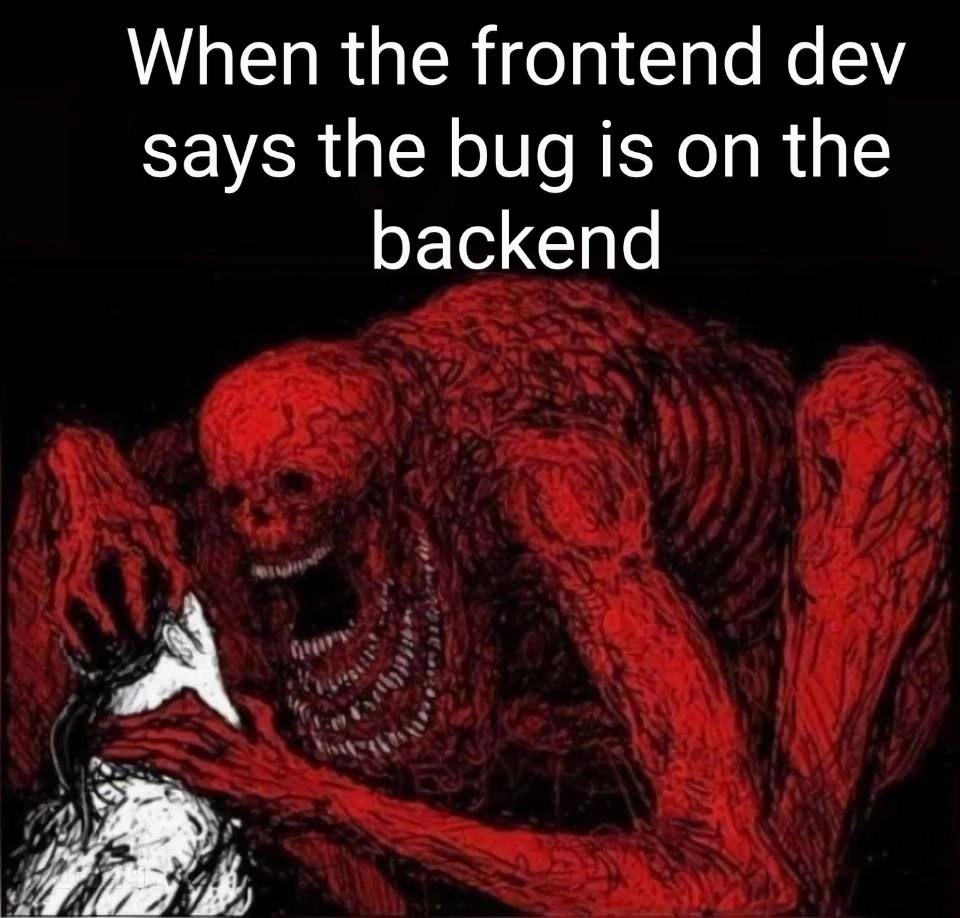 When the frontend dev
says the bug is on the
backend